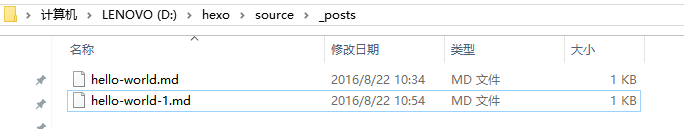 计算机 LENOVO (D:) hexo source _posts
名称 修改日期 类型 大小
hello-world.md 2016/8/22 10:34 MD 文件 1 KB
hello-world-1.md 2016/8/22 10:54 MD 文件 1 KB